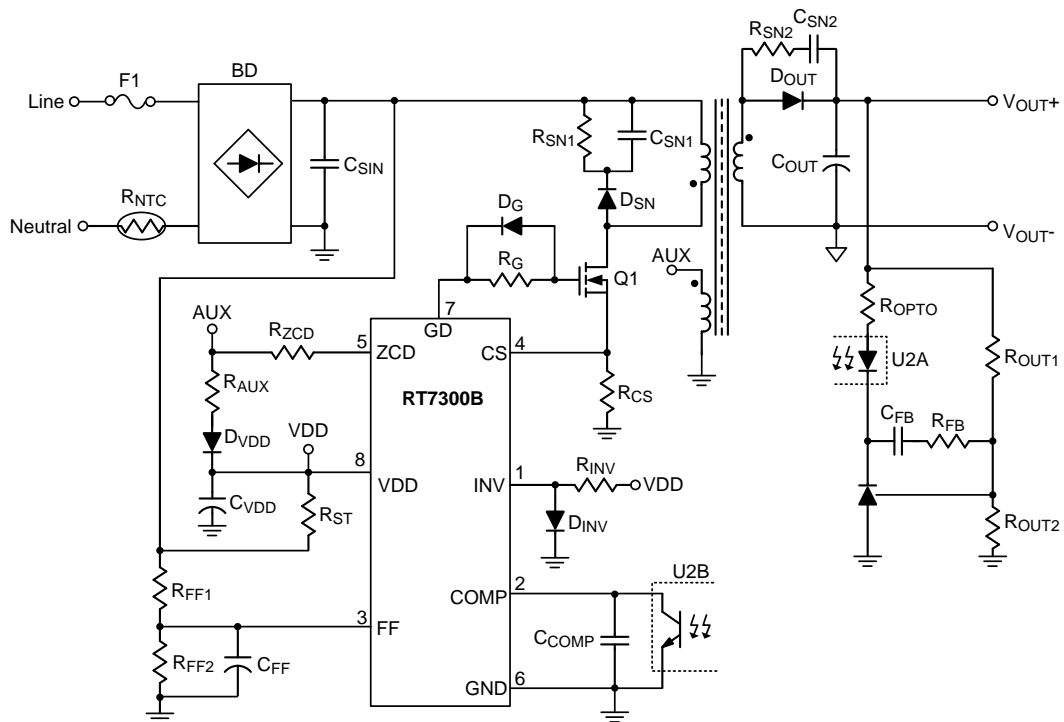 F1
BD
Line
Neutral
RNTC
CSIN
RSN1
CSN1
DSN
DG
RG
Q1
AUX
RSN2
CSN2
DOUT
COUT
VOUT+
VOUT-
ROPTO
U2A
ROUT1
CFB
RFB
ROUT2
AUX
RZCD
RAUX
DVDD
VDD
CVDD
RST
RFF1
RFF2
CFF
7
GD
5
ZCD
CS
4
RT7300B
RCS
8
VDD
INV
1
RINV
VDD
DINV
COMP
2
U2B
3
FF
CCOMP
GND
6